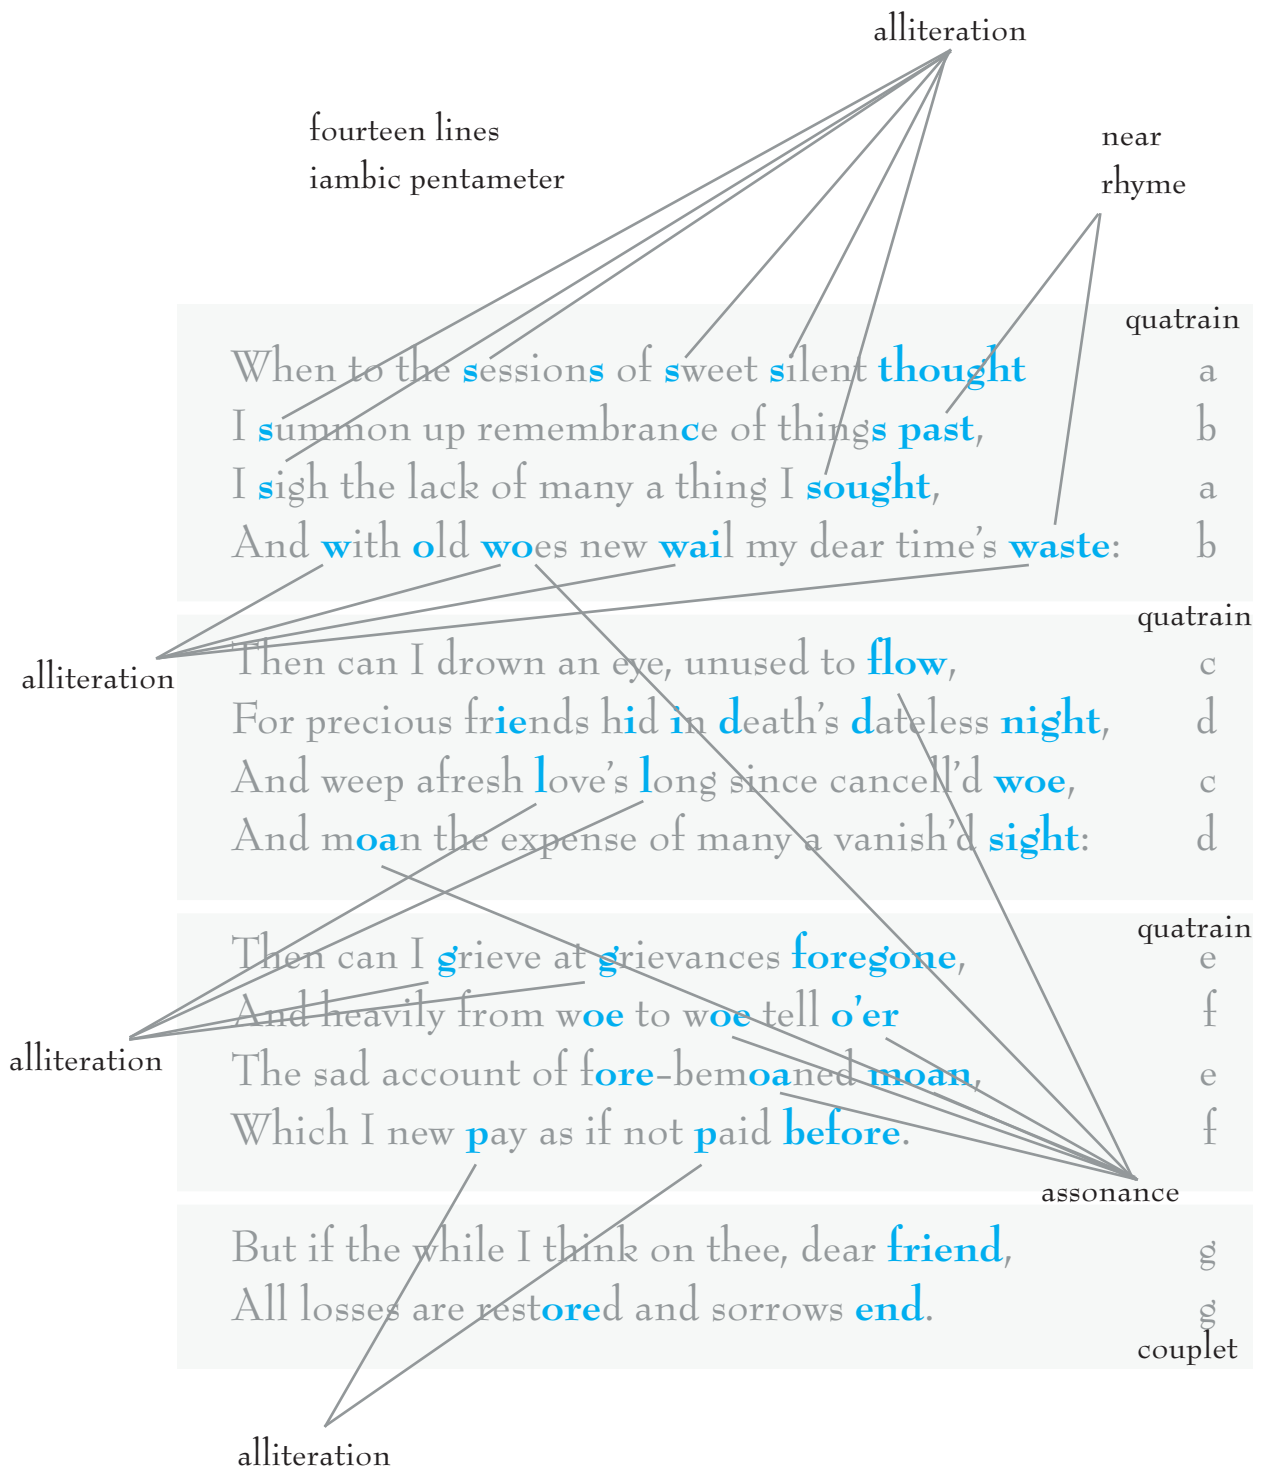 alliteration
fourteen lines
iambic pentameter
near
rhyme
quatrain
When to the sessions of sweet silent thought a
I summon up remembrance of things past, b
I sigh the lack of many a thing I sought, a
And with old woes new wail my dear time's waste: b
quatrain
alliteration
Then can I drown an eye, unused to flow, c
For precious friends hid in death's dateless night, d
And weep afresh love's long since cancell'd woe, c
And moan the expense of many a vanish'd sight: d
quatrain
Then can I grieve at grievances foregone, e
And heavily from woe to woe tell o'er f
alliteration
The sad account of fore-bemoaned moan, e
Which I new pay as if not paid before. f
assonance
But if the while I think on thee, dear friend, g
All losses are restored and sorrows end. g
couplet
alliteration